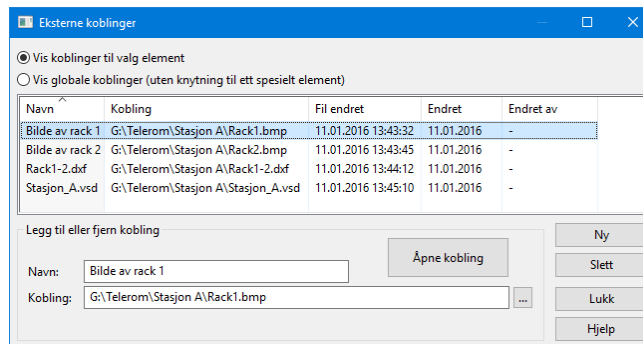 Eksterne koblinger
Vis koblinger til valg element
Vis globale koblinger (uten knytning til ett spesielt element)
Navn Kobling Fil endret Endret Endret av
Bilde av rack 1 G:\Telerom\Stasjon A\Rack1.bmp 11.01.2016 13:43:32 11.01.2016 -
Bilde av rack 2 G:\Telerom\Stasjon A\Rack2.bmp 11.01.2016 13:43:45 11.01.2016 -
Rack1-2.dxf G:\Telerom\Stasjon A\Rack1-2.dxf 11.01.2016 13:44:12 11.01.2016 -
Stasjon_A.vsd G:\Telerom\Stasjon A\Stasjon_A.vsd 11.01.2016 13:45:10 11.01.2016 -
Legg til eller fjern kobling
Ny
Åpne kobling
Slett
Navn: Bilde av rack 1
Kobling: G:\Telerom\Stasjon A\Rack1.bmp ...
Lukk
Hjelp